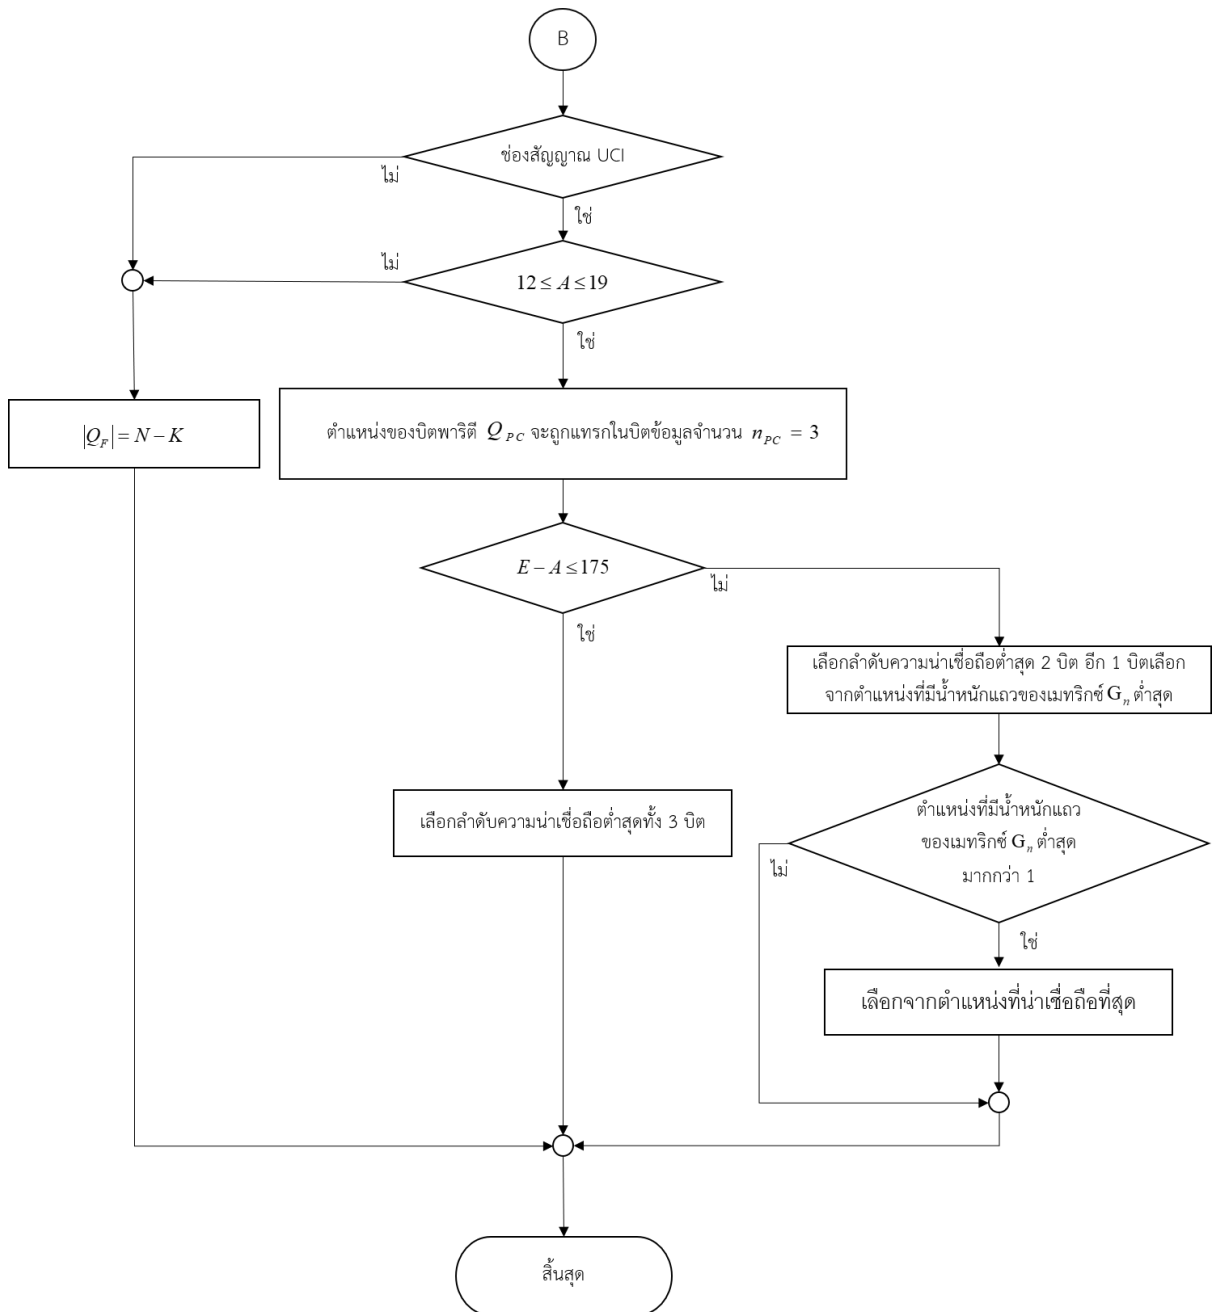 B
ช่องสัญญาณ UCI
ไม่
ใช่
ไม่
12 ≤ A ≤ 19
ใช่
|Q_F| = N − K
ตำแหน่งของบิตพาริตี Q_PC จะถูกแทรกในบิตข้อมูลจำนวน n_PC = 3
E − A ≤ 175
ไม่
ใช่
เลือกลำดับความน่าเชื่อถือต่ำสุด 2 บิต อีก 1 บิตเลือก
จากตำแหน่งที่มีน้ำหนักแถวของเมทริกซ์ G_n ต่ำสุด
เลือกลำดับความน่าเชื่อถือต่ำสุดทั้ง 3 บิต
ตำแหน่งที่มีน้ำหนักแถว
ของเมทริกซ์ G_n ต่ำสุด
มากกว่า 1
ไม่
ใช่
เลือกจากตำแหน่งที่น่าเชื่อถือที่สุด
สิ้นสุด